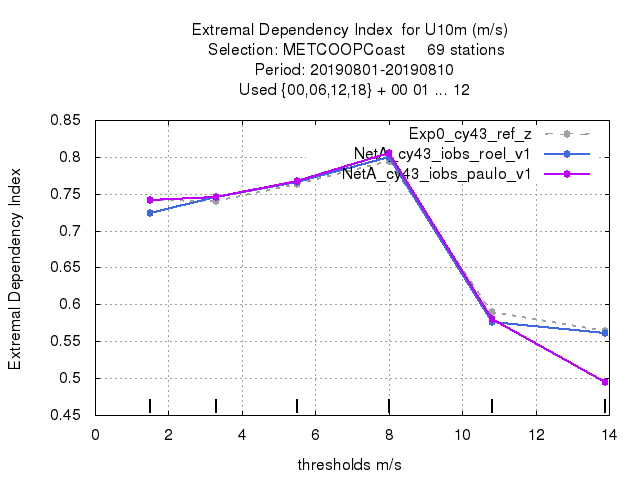 Extremal Dependency Index  for U10m (m/s)
Selection: METCOOPCoast     69 stations
Period: 20190801-20190810
Used {00,06,12,18} + 00 01 ... 12
Exp0_cy43_ref_z
NetA_cy43_iobs_roel_v1
NetA_cy43_iobs_paulo_v1
Extremal Dependency Index
0.85
0.8
0.75
0.7
0.65
0.6
0.55
0.5
0.45
0 2 4 6 8 10 12 14
thresholds m/s